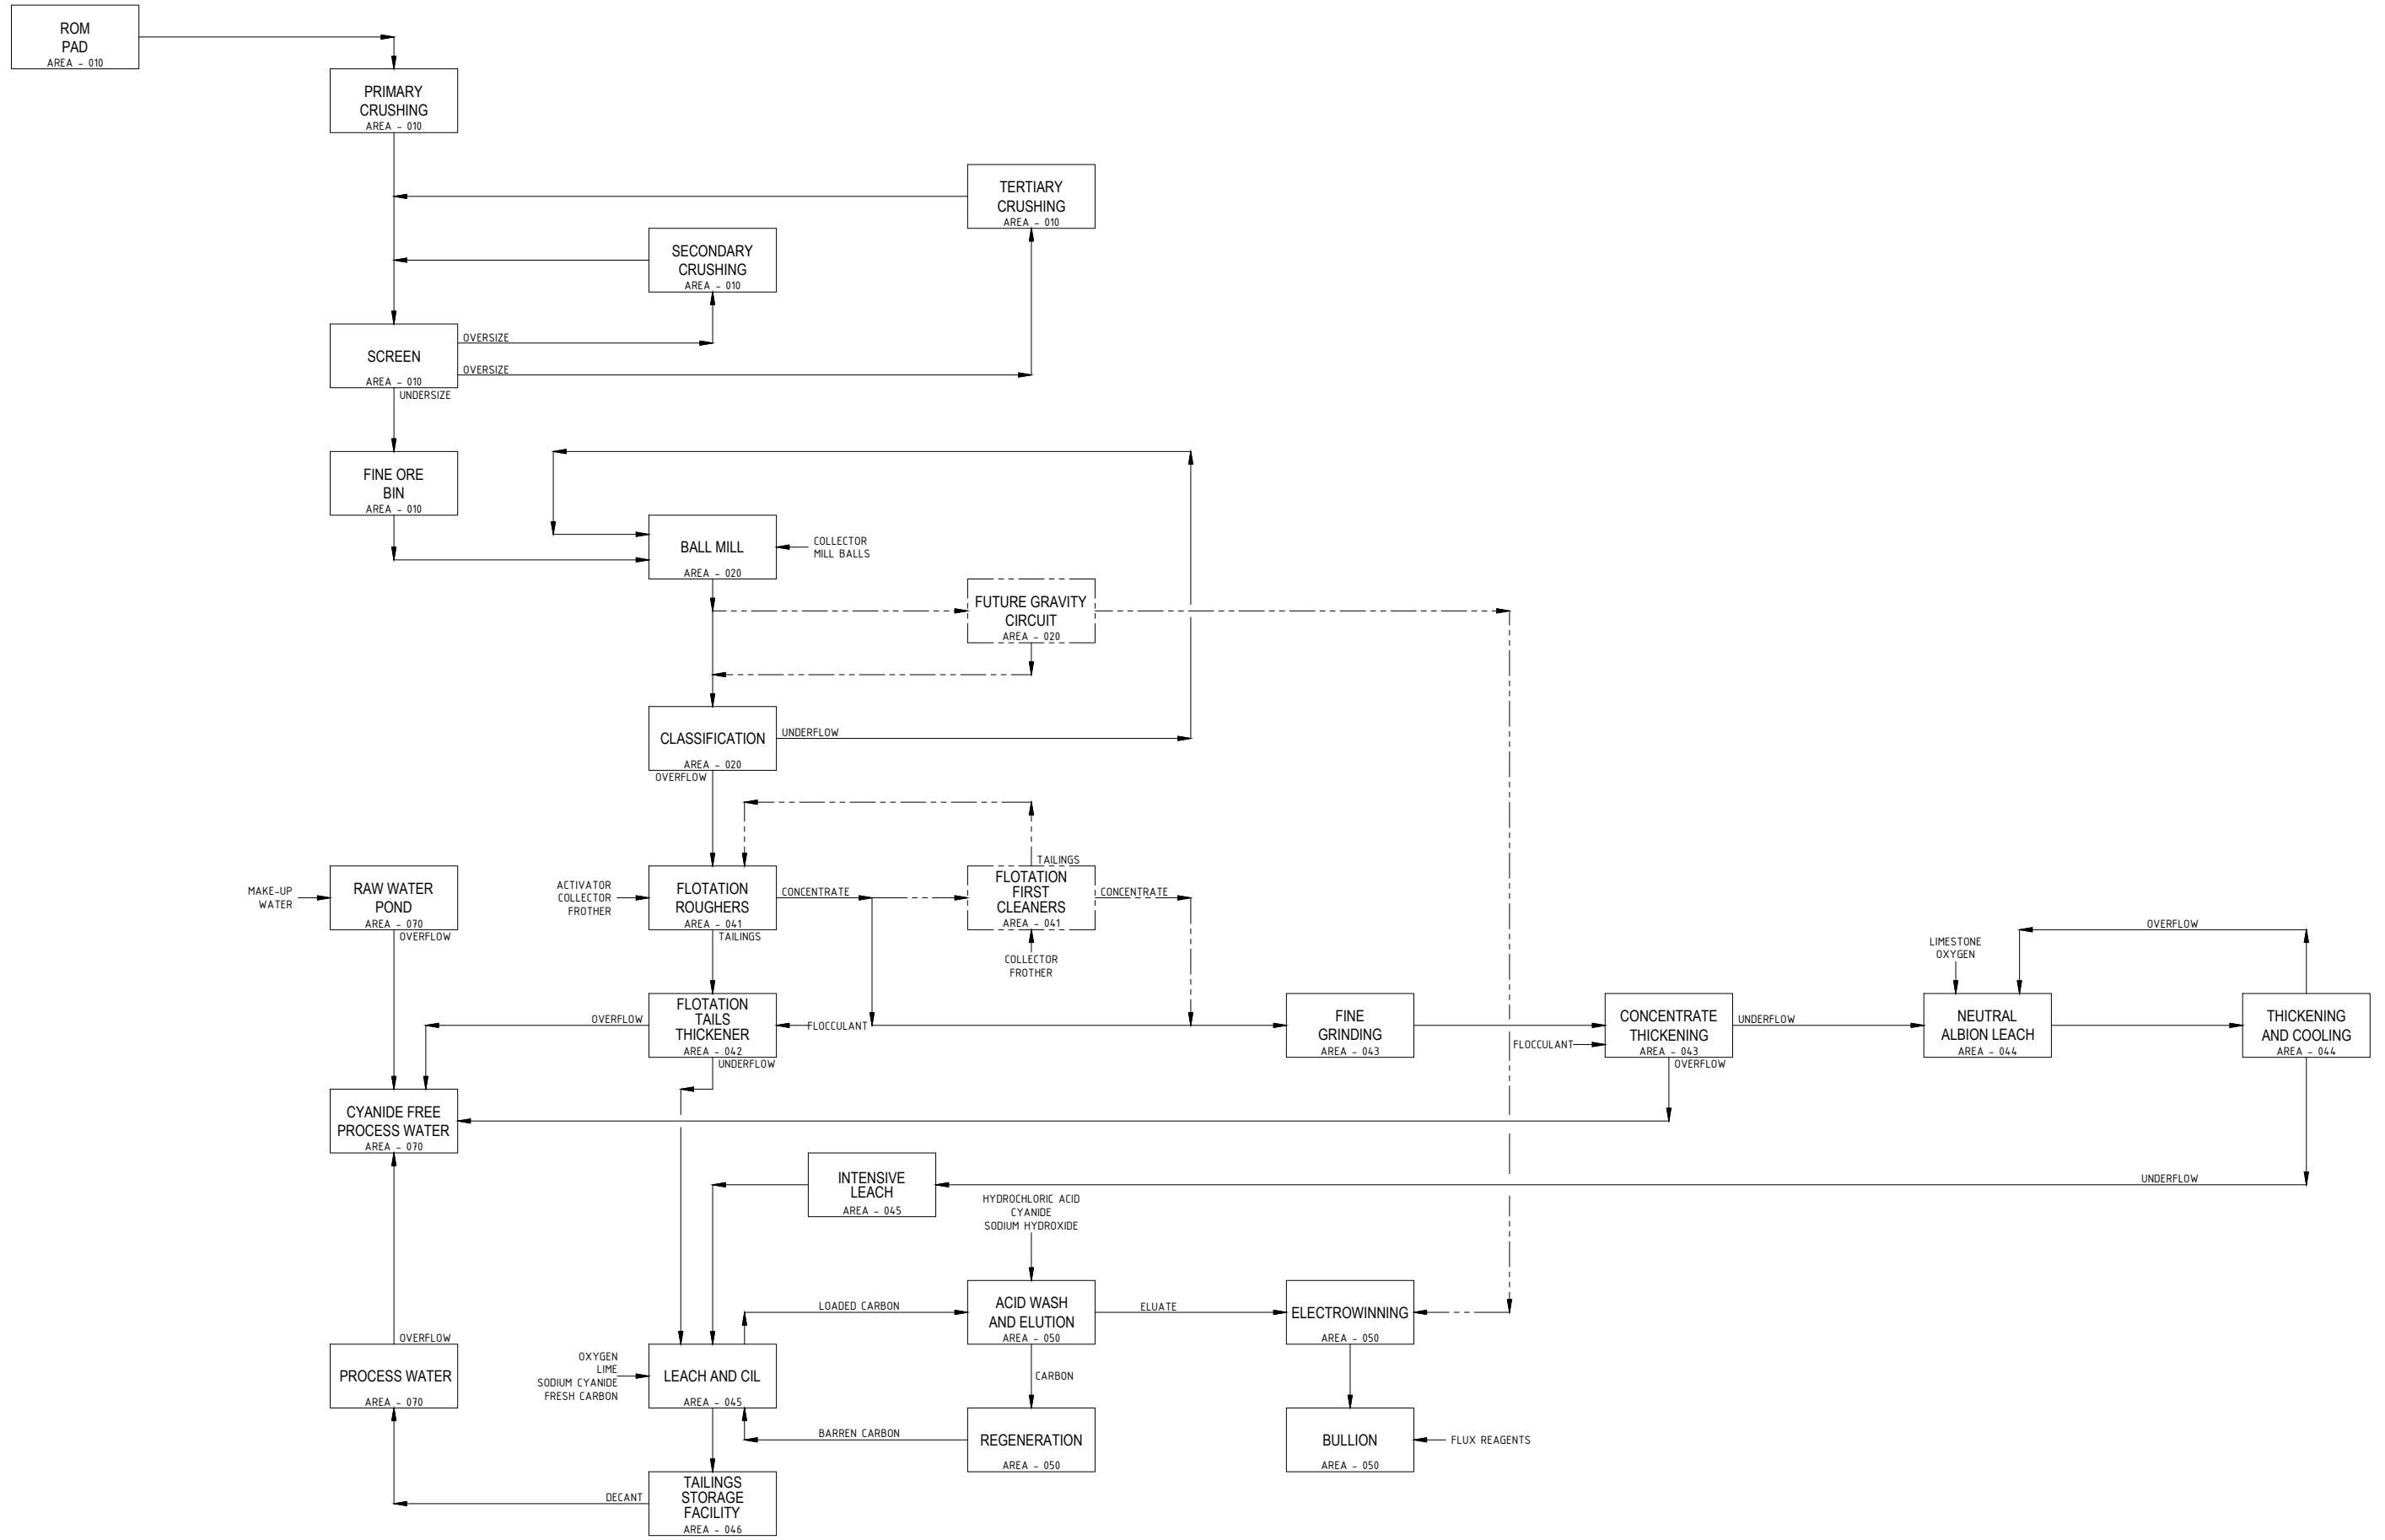 ROM
PAD
AREA - 010
PRIMARY
CRUSHING
AREA - 010
TERTIARY
CRUSHING
AREA - 010
SECONDARY
CRUSHING
AREA - 010
SCREEN
AREA - 010
OVERSIZE
OVERSIZE
UNDERSIZE
FINE ORE
BIN
AREA - 010
BALL MILL
AREA - 020
COLLECTOR
MILL BALLS
FUTURE GRAVITY
CIRCUIT
AREA - 020
CLASSIFICATION
AREA - 020
UNDERFLOW
OVERFLOW
MAKE-UP
WATER
RAW WATER
POND
AREA - 070
OVERFLOW
ACTIVATOR
COLLECTOR
FROTHER
FLOTATION
ROUGHERS
AREA - 041
CONCENTRATE
TAILINGS
TAILINGS
FLOTATION
FIRST
CLEANERS
AREA - 041
CONCENTRATE
COLLECTOR
FROTHER
OVERFLOW
FLOTATION
TAILS
THICKENER
AREA - 042
FLOCCULANT
UNDERFLOW
FINE
GRINDING
AREA - 043
FLOCCULANT
CONCENTRATE
THICKENING
AREA - 043
UNDERFLOW
OVERFLOW
LIMESTONE
OXYGEN
NEUTRAL
ALBION LEACH
AREA - 044
OVERFLOW
THICKENING
AND COOLING
AREA - 044
CYANIDE FREE
PROCESS WATER
AREA - 070
INTENSIVE
LEACH
AREA - 045
UNDERFLOW
HYDROCHLORIC ACID
CYANIDE
SODIUM HYDROXIDE
LOADED CARBON
ACID WASH
AND ELUTION
AREA - 050
ELUATE
ELECTROWINNING
AREA - 050
OVERFLOW
PROCESS WATER
AREA - 070
OXYGEN
LIME
SODIUM CYANIDE
FRESH CARBON
LEACH AND CIL
AREA - 045
CARBON
BARREN CARBON
REGENERATION
AREA - 050
BULLION
AREA - 050
FLUX REAGENTS
DECANT
TAILINGS
STORAGE
FACILITY
AREA - 046